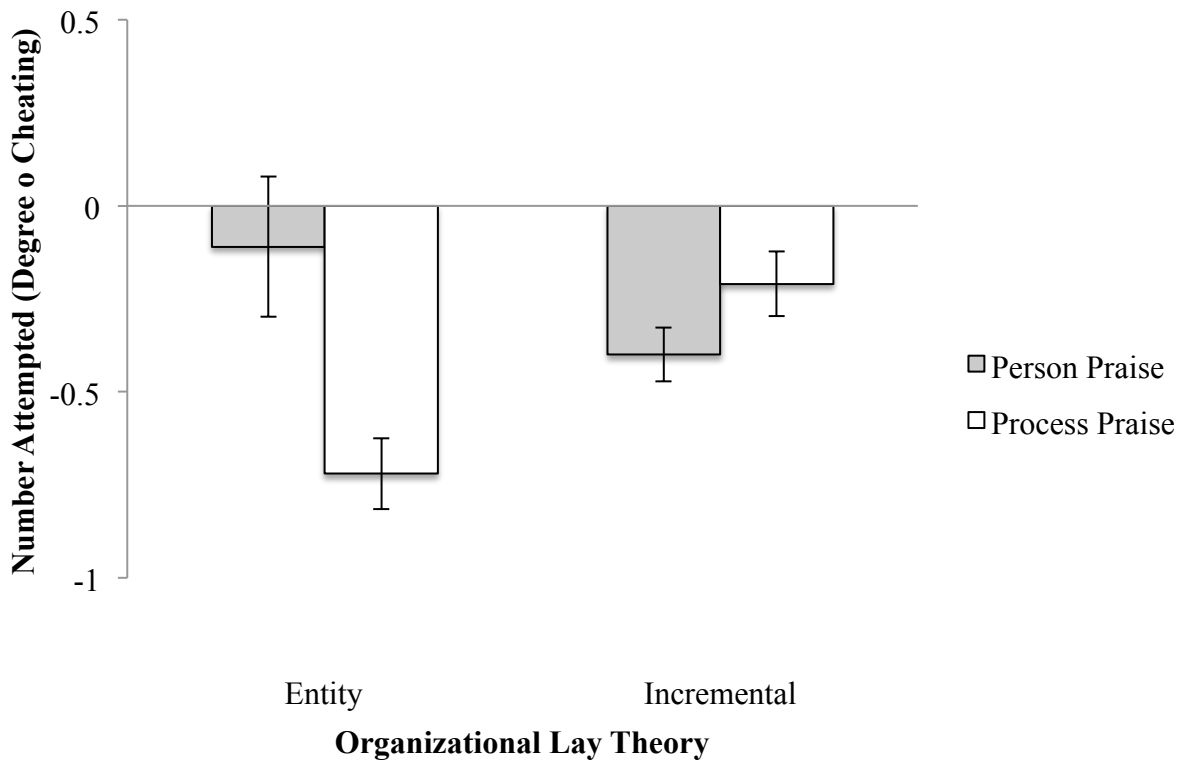 Number Attempted (Degree o Cheating)
0.5
0
-0.5
-1
Person Praise
Process Praise
Entity
Incremental
Organizational Lay Theory